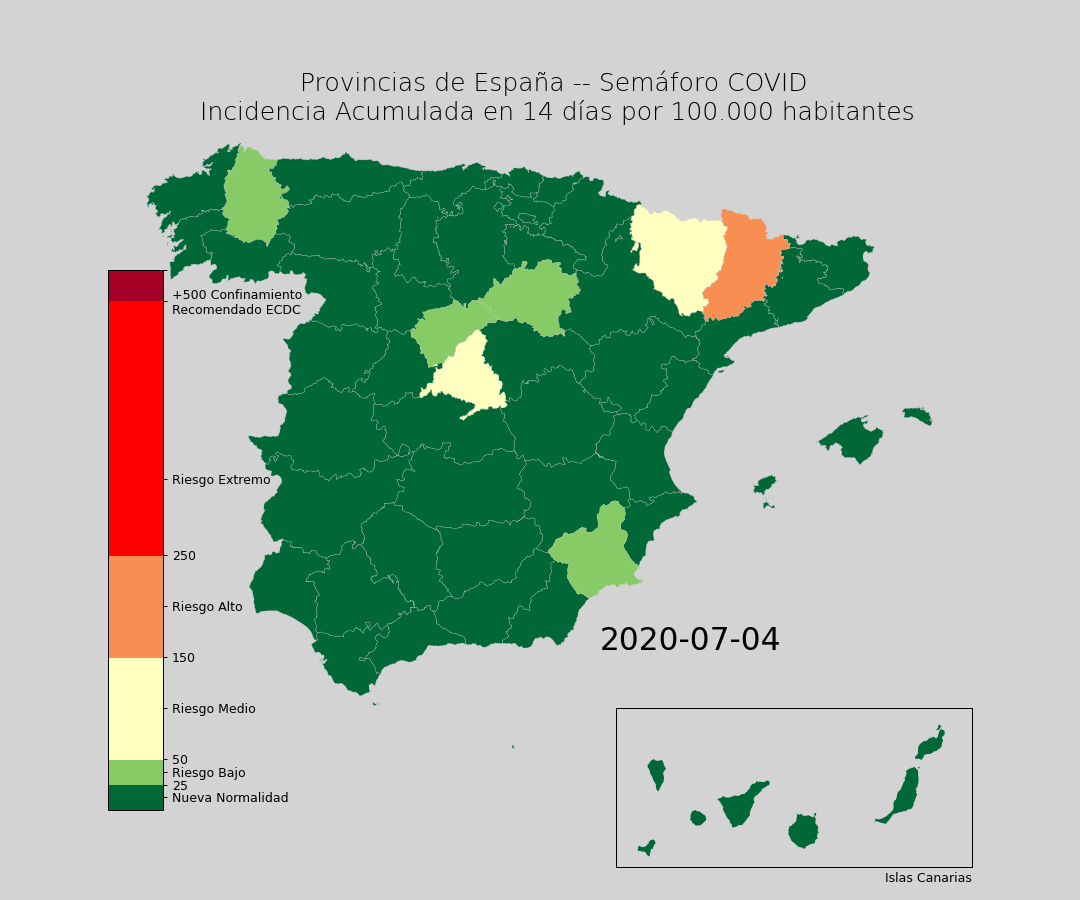 Provincias de España -- Semáforo COVID
Incidencia Acumulada en 14 días por 100.000 habitantes
+500 Confinamiento
Recomendado ECDC
Riesgo Extremo
250
Riesgo Alto
150
Riesgo Medio
50
Riesgo Bajo
25
Nueva Normalidad
2020-07-04
Islas Canarias